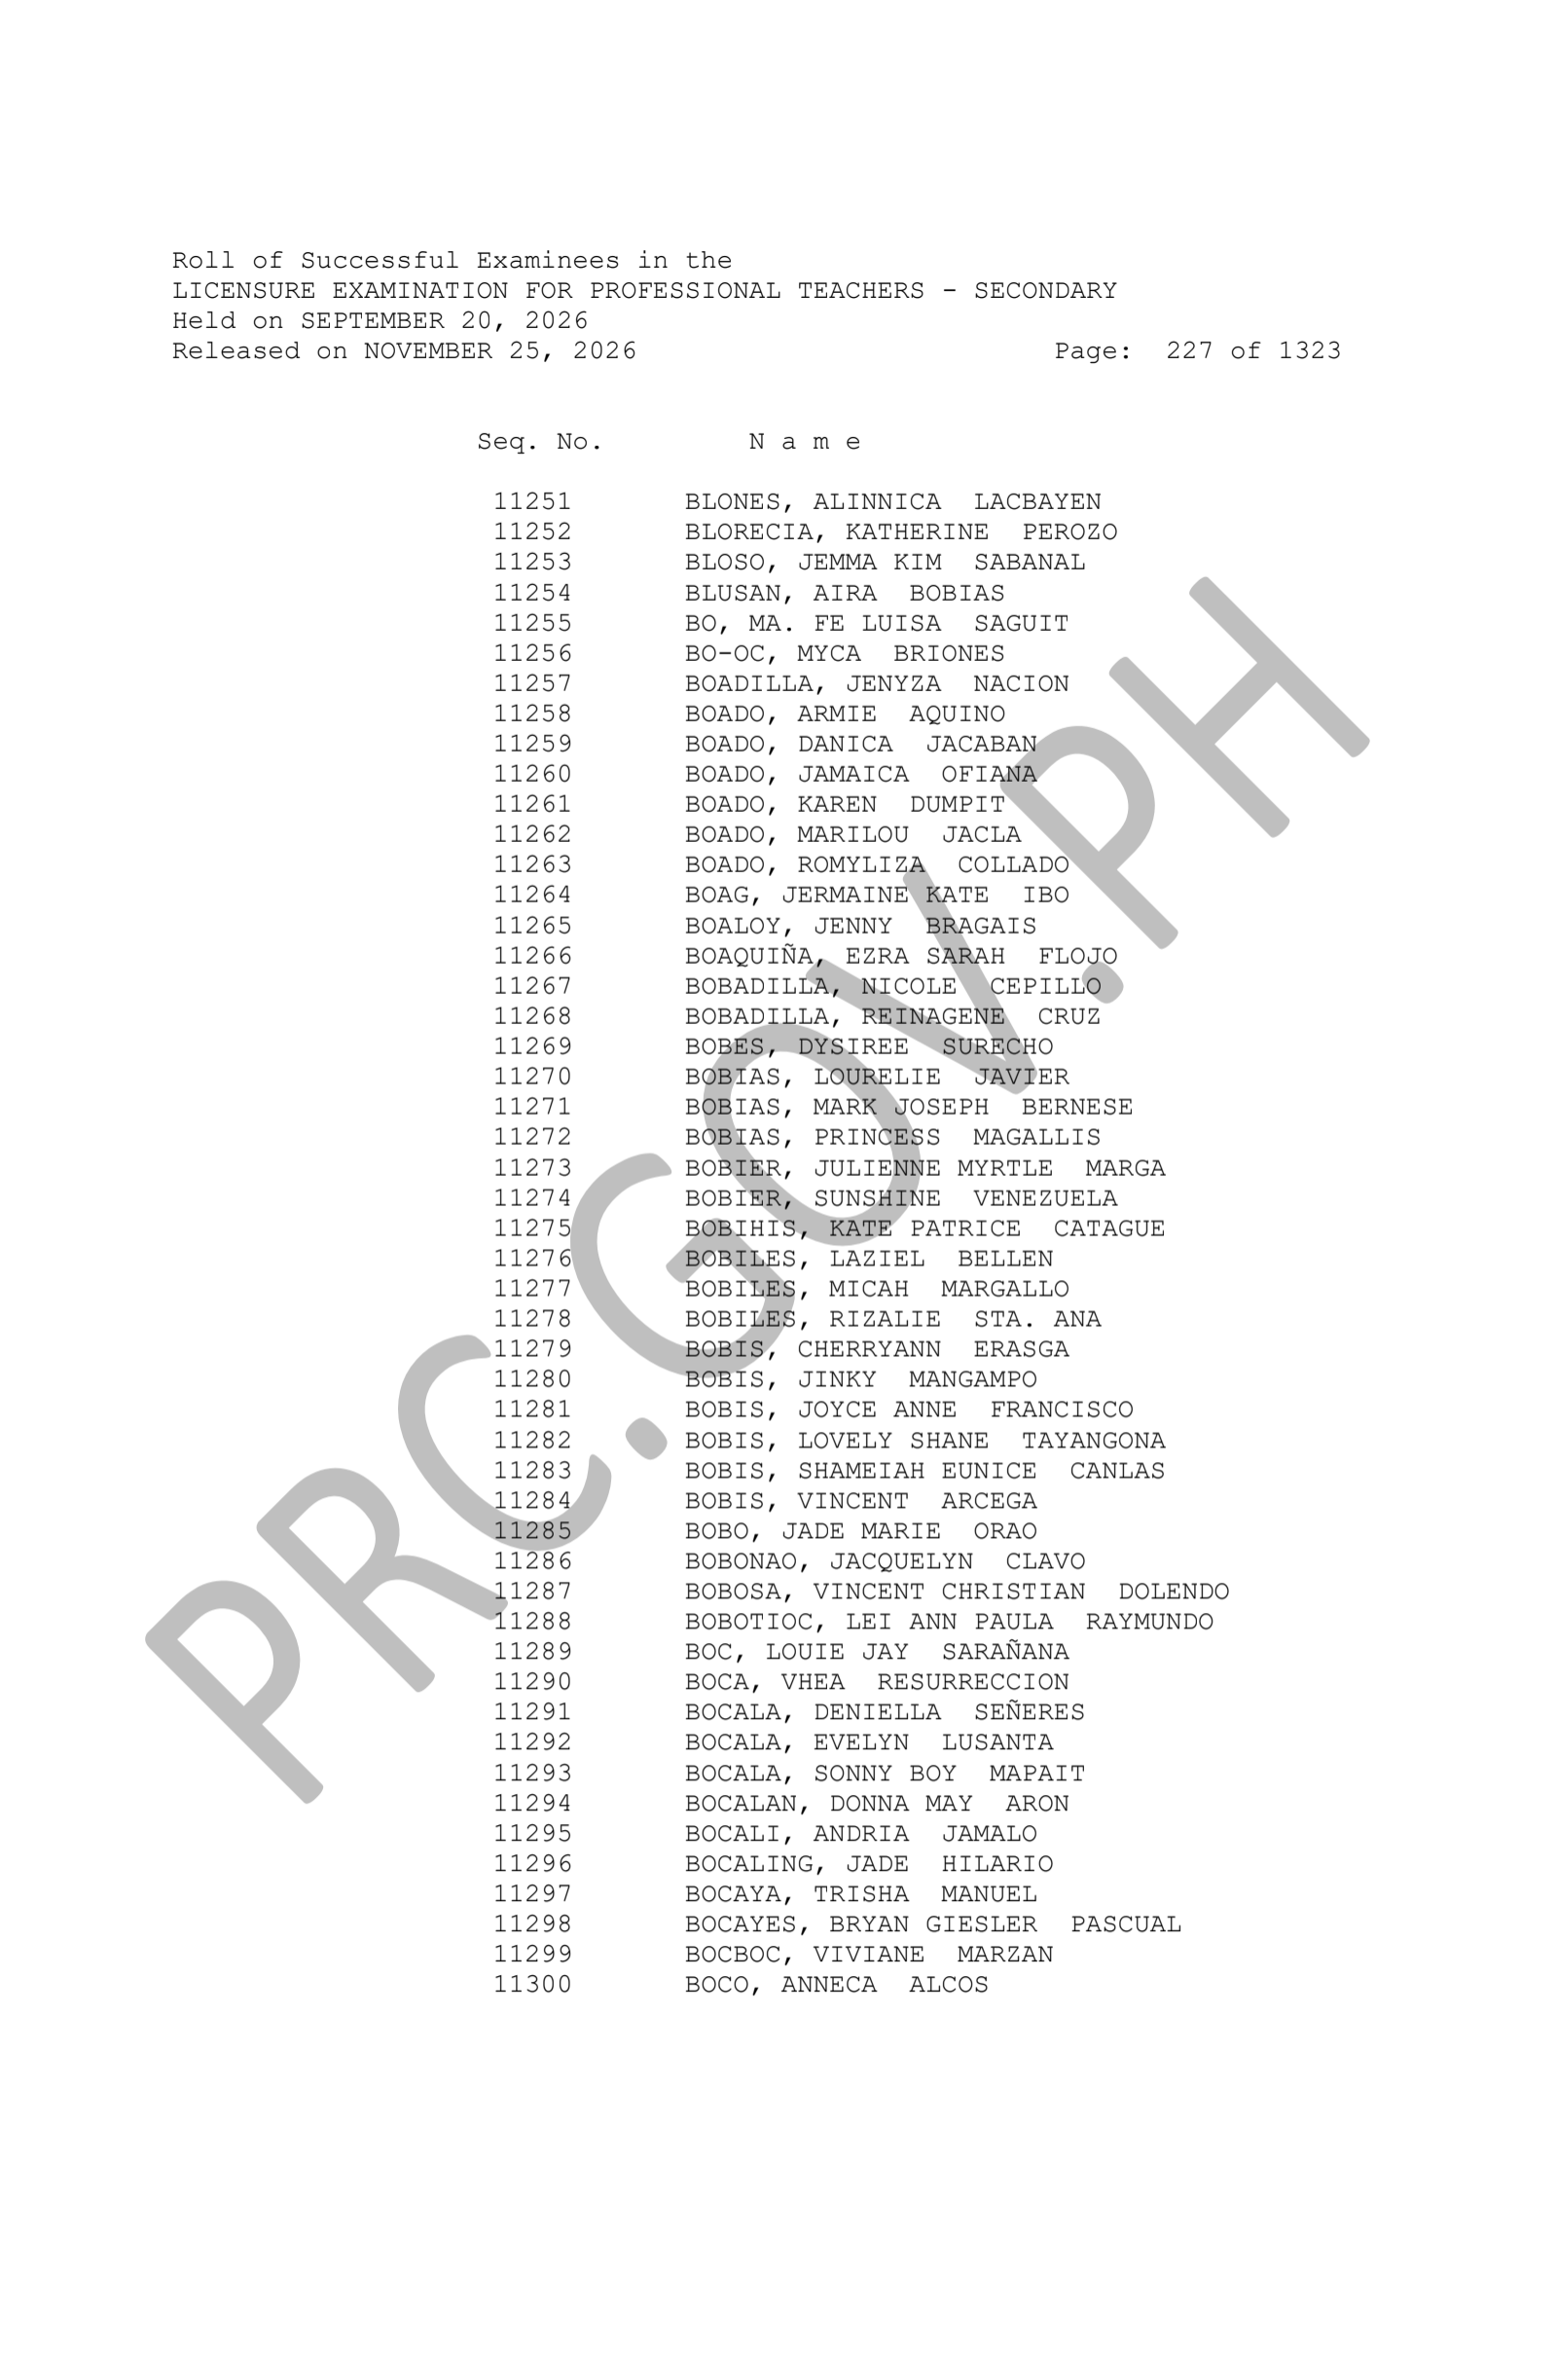 Roll of Successful Examinees in the
LICENSURE EXAMINATION FOR PROFESSIONAL TEACHERS - SECONDARY
Held on SEPTEMBER 20, 2026
Released on NOVEMBER 25, 2026 Page: 227 of 1323
Seq. No. N a m e
11251 BLONES, ALINNICA LACBAYEN
11252 BLORECIA, KATHERINE PEROZO
11253 BLOSO, JEMMA KIM SABANAL
11254 BLUSAN, AIRA BOBIAS
11255 BO, MA. FE LUISA SAGUIT
11256 BO-OC, MYCA BRIONES
11257 BOADILLA, JENYZA NACION
11258 BOADO, ARMIE AQUINO
11259 BOADO, DANICA JACABAN
11260 BOADO, JAMAICA OFIANA
11261 BOADO, KAREN DUMPIT
11262 BOADO, MARILOU JACLA
11263 BOADO, ROMYLIZA COLLADO
11264 BOAG, JERMAINE KATE IBO
11265 BOALOY, JENNY BRAGAIS
11266 BOAQUIÑA, EZRA SARAH FLOJO
11267 BOBADILLA, NICOLE CEPILLO
11268 BOBADILLA, REINAGENE CRUZ
11269 BOBES, DYSIREE SURECHO
11270 BOBIAS, LOURELIE JAVIER
11271 BOBIAS, MARK JOSEPH BERNESE
11272 BOBIAS, PRINCESS MAGALLIS
11273 BOBIER, JULIENNE MYRTLE MARGA
11274 BOBIER, SUNSHINE VENEZUELA
11275 BOBIHIS, KATE PATRICE CATAGUE
11276 BOBILES, LAZIEL BELLEN
11277 BOBILES, MICAH MARGALLO
11278 BOBILES, RIZALIE STA. ANA
11279 BOBIS, CHERRYANN ERASGA
11280 BOBIS, JINKY MANGAMPO
11281 BOBIS, JOYCE ANNE FRANCISCO
11282 BOBIS, LOVELY SHANE TAYANGONA
11283 BOBIS, SHAMEIAH EUNICE CANLAS
11284 BOBIS, VINCENT ARCEGA
11285 BOBO, JADE MARIE ORAO
11286 BOBONAO, JACQUELYN CLAVO
11287 BOBOSA, VINCENT CHRISTIAN DOLENDO
11288 BOBOTIOC, LEI ANN PAULA RAYMUNDO
11289 BOC, LOUIE JAY SARAÑANA
11290 BOCA, VHEA RESURRECCION
11291 BOCALA, DENIELLA SEÑERES
11292 BOCALA, EVELYN LUSANTA
11293 BOCALA, SONNY BOY MAPAIT
11294 BOCALAN, DONNA MAY ARON
11295 BOCALI, ANDRIA JAMALO
11296 BOCALING, JADE HILARIO
11297 BOCAYA, TRISHA MANUEL
11298 BOCAYES, BRYAN GIESLER PASCUAL
11299 BOCBOC, VIVIANE MARZAN
11300 BOCO, ANNECA ALCOS
PRC.GOV.PH